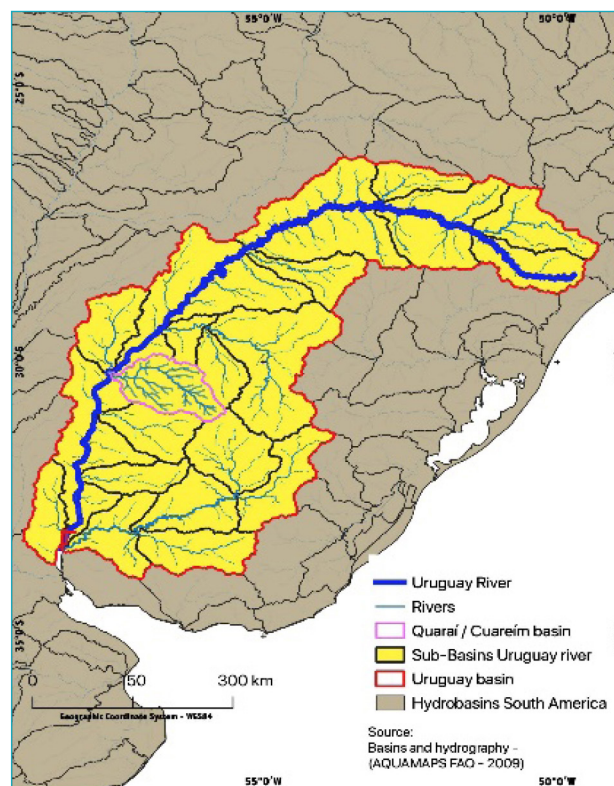 55°0'W 50°0'W
25°0'S
30°0'S
35°0'S
Uruguay River
Rivers
Quaraí / Cuareím basin
Sub-Basins Uruguay river
Uruguay basin
Hydrobasins South America
0 50 300 km
Geographic Coordinate System - WGS84
Source:
Basins and hydrography -
(AQUAMAPS FAO - 2009)
55°0'W 50°0'W